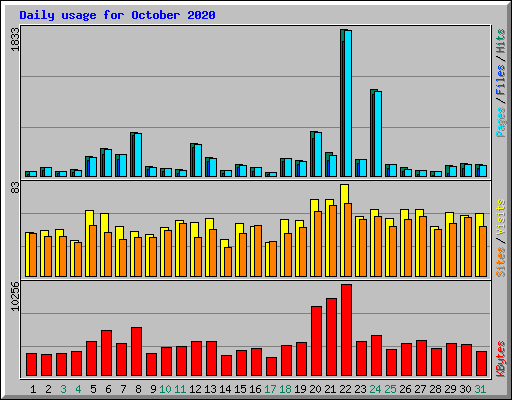 Daily usage for October 2020
1833
Pages / Files / Hits
83
Sites / Visits
10256
KBytes
1 2 3 4 5 6 7 8 9 10 11 12 13 14 15 16 17 18 19 20 21 22 23 24 25 26 27 28 29 30 31